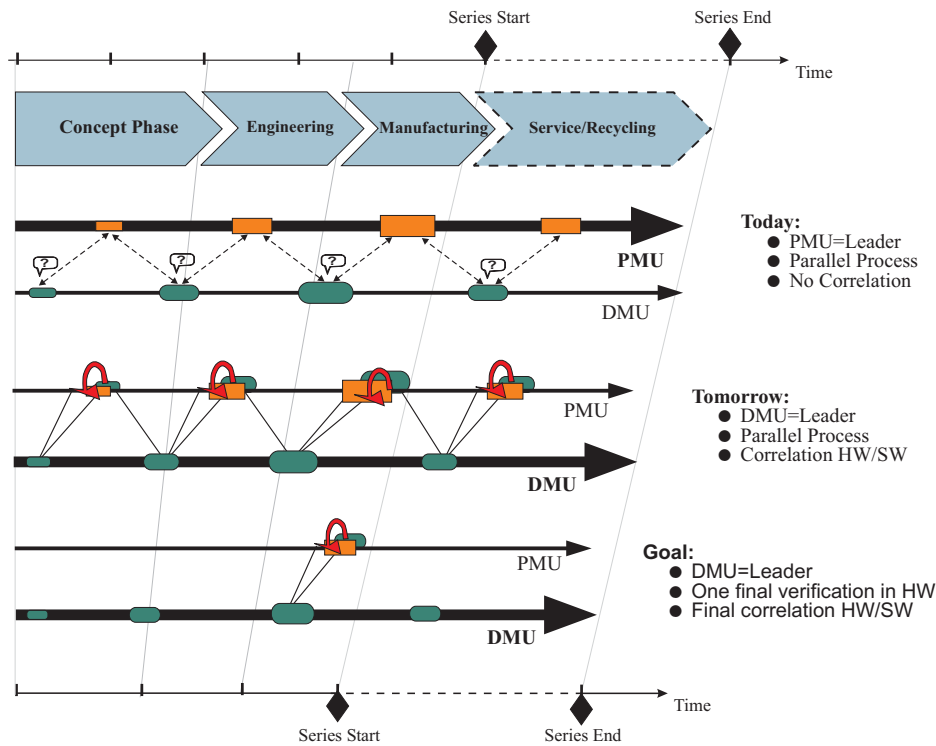 Series Start
Series End
Time
Concept Phase
Engineering
Manufacturing
Service/Recycling
PMU
?
?
?
?
DMU
Today:
● PMU=Leader
● Parallel Process
● No Correlation
PMU
DMU
Tomorrow:
● DMU=Leader
● Parallel Process
● Correlation HW/SW
PMU
DMU
Goal:
● DMU=Leader
● One final verification in HW
● Final correlation HW/SW
Time
Series Start
Series End